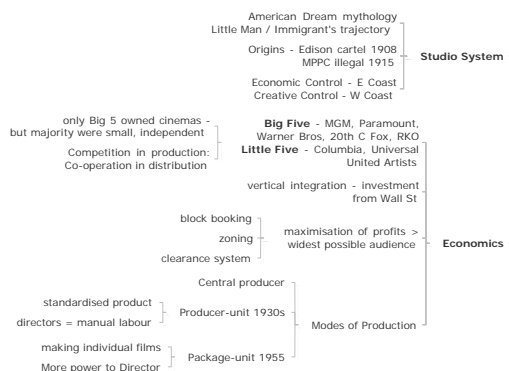 American Dream mythology
Little Man / Immigrant's trajectory
Origins - Edison cartel 1908
MPPC illegal 1915
Economic Control - E Coast
Creative Control - W Coast
Studio System
only Big 5 owned cinemas -
but majority were small, independent
Competition in production:
Co-operation in distribution
Big Five - MGM, Paramount,
Warner Bros, 20th C Fox, RKO
Little Five - Columbia, Universal
United Artists
vertical integration - investment
from Wall St
block booking
zoning
clearance system
maximisation of profits >
widest possible audience
Economics
Central producer
standardised product
directors = manual labour
Producer-unit 1930s
making individual films
More power to Director
Package-unit 1955
Modes of Production